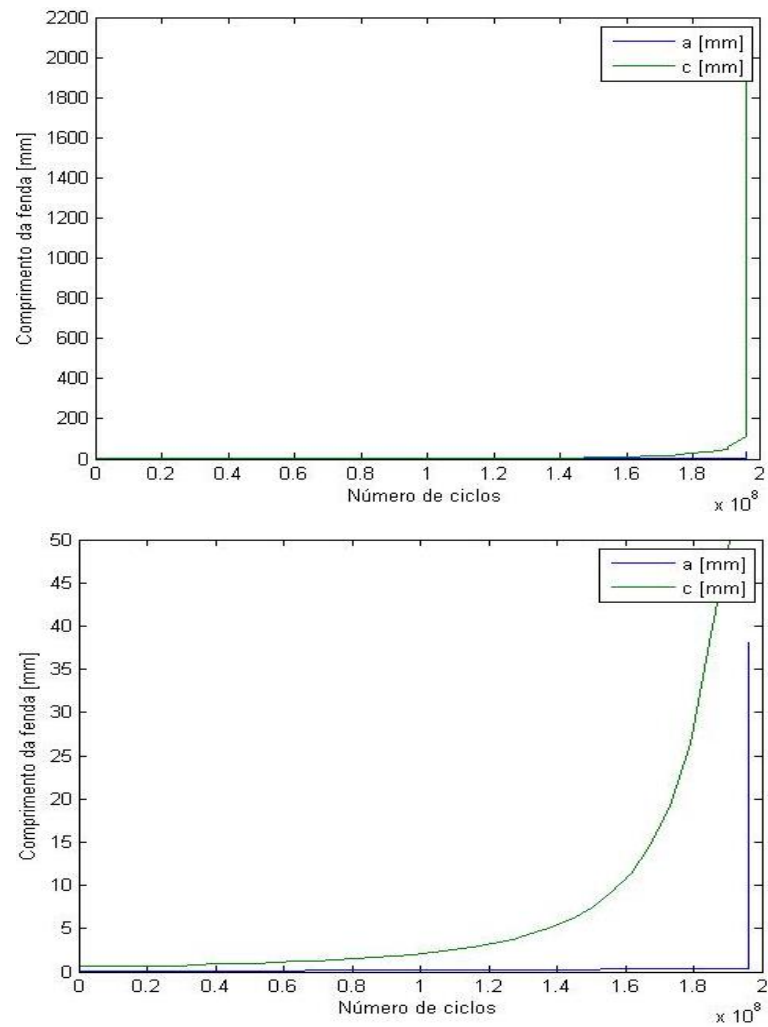 2200
2000
1800
1600
1400
1200
1000
800
600
400
200
0
Comprimento da fenda [mm]
a [mm]
c [mm]
0 0.2 0.4 0.6 0.8 1 1.2 1.4 1.6 1.8 2
Número de ciclos
x 10^8
50
45
40
35
30
25
20
15
10
5
0
Comprimento da fenda [mm]
a [mm]
c [mm]
0 0.2 0.4 0.6 0.8 1 1.2 1.4 1.6 1.8 2
Número de ciclos
x 10^8